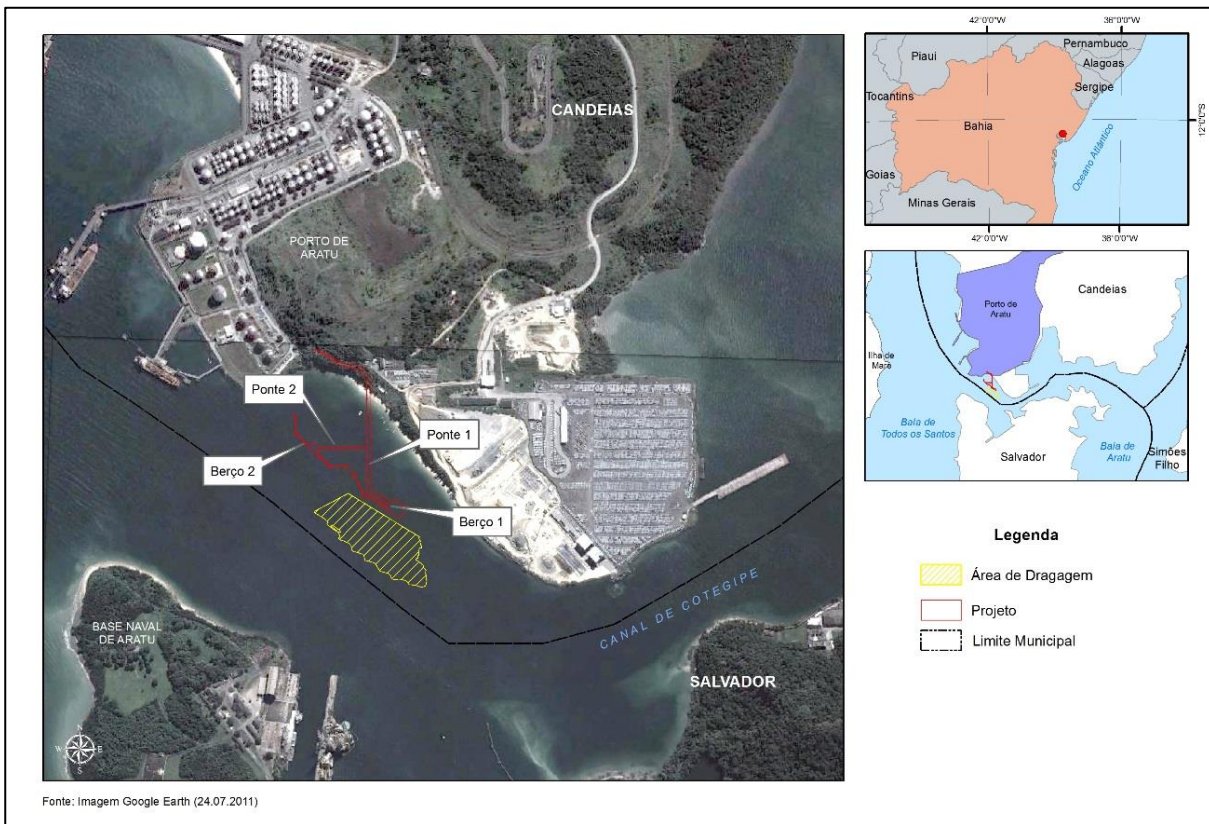 CANDEIAS
PORTO DE
ARATU
Ponte 2
Ponte 1
Berço 2
Berço 1
CANAL DE COTEGIPE
BASE NAVAL
DE ARATU
SALVADOR
N
W E
S
Fonte: Imagem Google Earth (24.07.2011)
42°0'0"W 36°0'0"W
Pernambuco
Piaui
Alagoas
Sergipe
Tocantins
Bahia
12°0'0"S
Oceano Atlântico
Goias
Minas Gerais
42°0'0"W 38°0'0"W
Porto de
Aratu
Candeias
Ilha de
Maré
Baia de
Todos os Santos
Salvador
Baia de
Aratu
Simões
Filho
Legenda
Área de Dragagem
Projeto
Limite Municipal